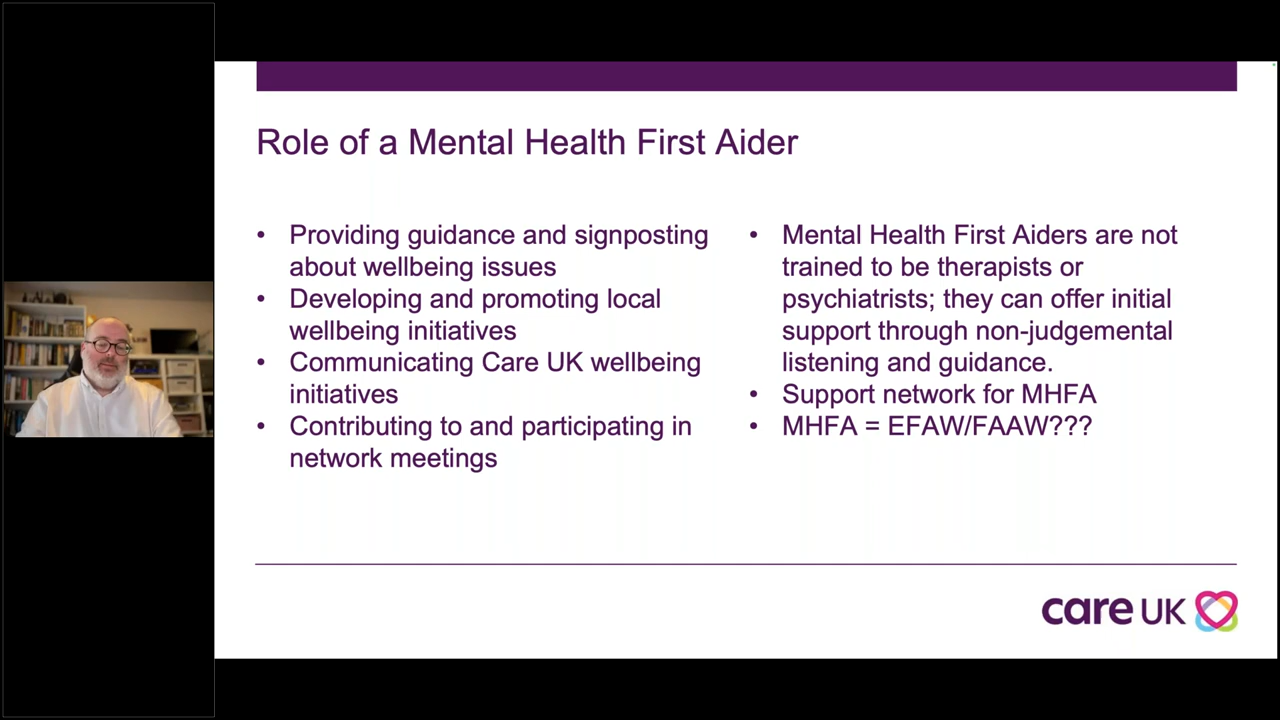 Role of a Mental Health First Aider
• Providing guidance and signposting
about wellbeing issues
• Developing and promoting local
wellbeing initiatives
• Communicating Care UK wellbeing
initiatives
• Contributing to and participating in
network meetings
• Mental Health First Aiders are not
trained to be therapists or
psychiatrists; they can offer initial
support through non-judgemental
listening and guidance.
• Support network for MHFA
• MHFA = EFAW/FAAW???
care UK